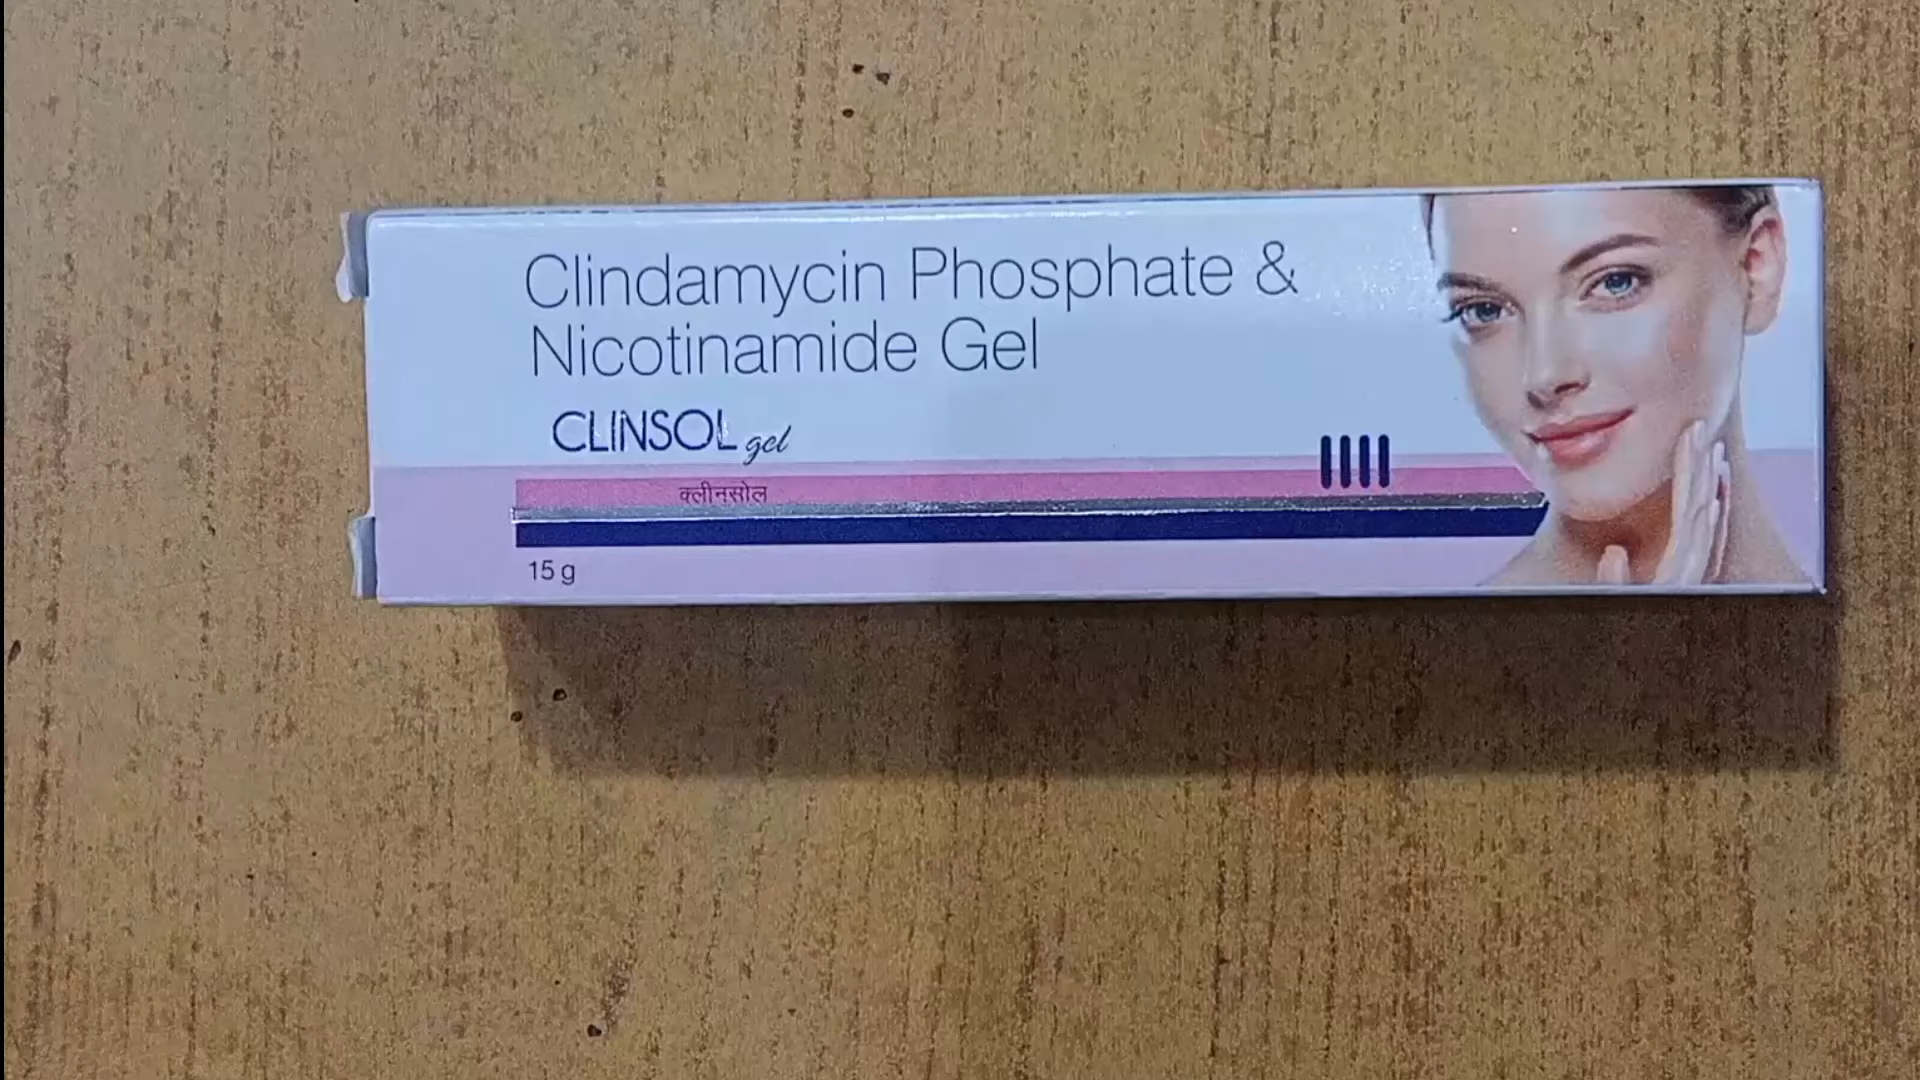 Clindamycin Phosphate &
Nicotinamide Gel
CLINSOL gel
क्लीनसोल
15 g